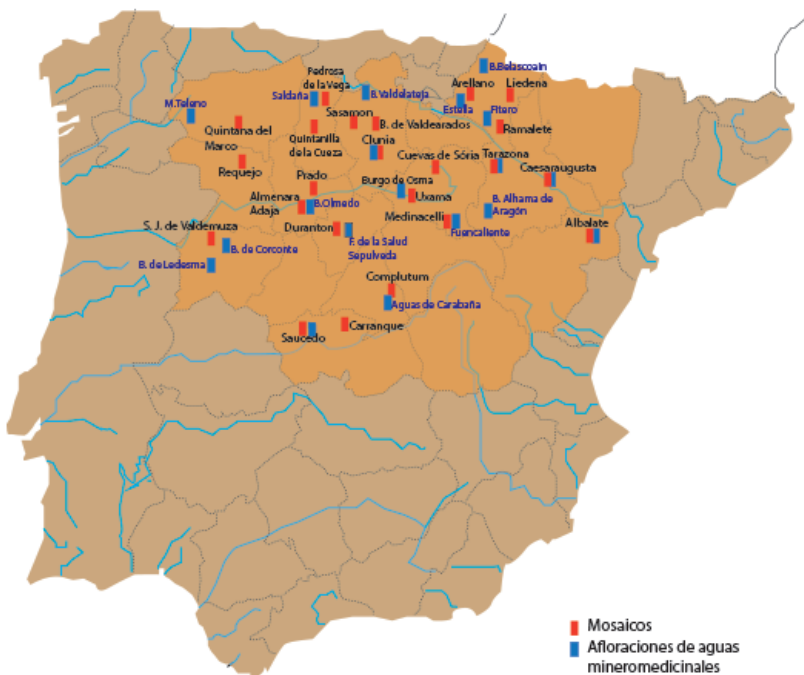 B.Belascoain
Pedrosa
de la Vega
Arellano
Liedena
Saldaña
B.Valdelateja
M.Teleno
Estella
Fitero
Sasamon
Quintana del
Marco
Quintanilla
de la Cueza
B. de Valdearados
Ramalete
Clunia
Requejo
Cuevas de Sória
Tarazona
Caesaraugusta
Prado
Burgo de Osma
Almenara
Adaja
B.Olmedo
Uxama
B. Alhama de
Aragón
Medinacelli
Fuencaliente
S. J. de Valdemuza
Duranton
F. de la Salud
Sepulveda
Albalate
B. de Corconte
B. de Ledesma
Complutum
Aguas de Carabaña
Saucedo
Carranque
Mosaicos
Afloraciones de aguas
mineromedicinales